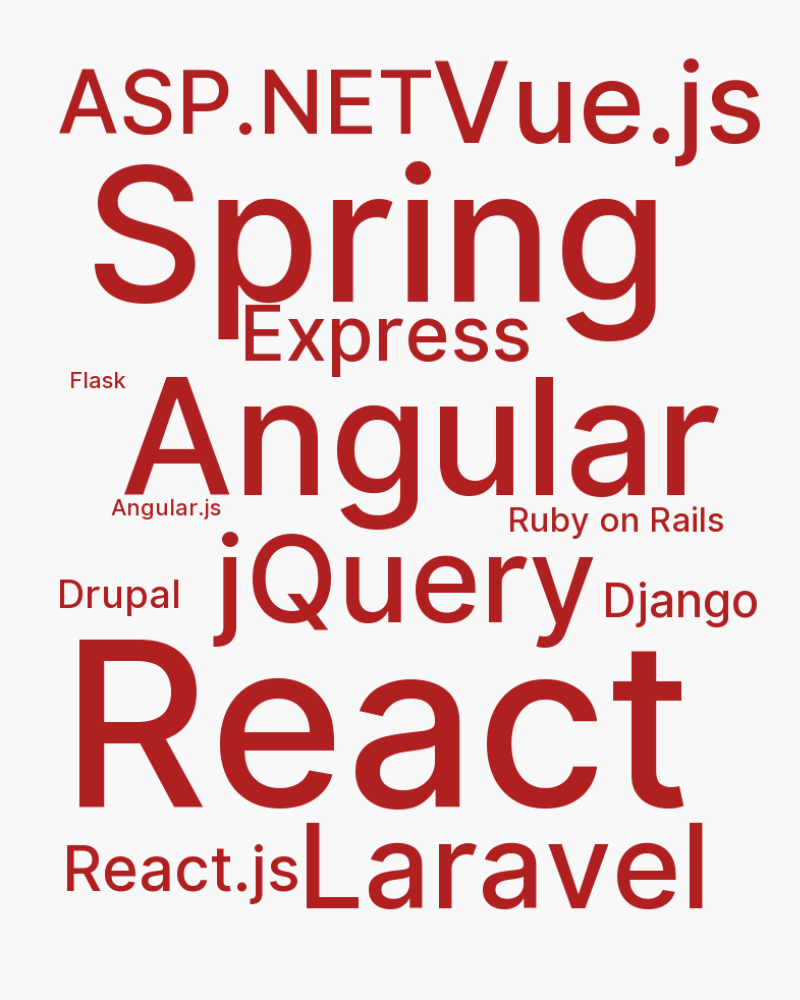 ASP.NET Vue.js
Spring
Express
Flask
Angular
Angular.js
Ruby on Rails
jQuery
Drupal
Django
React
React.js Laravel